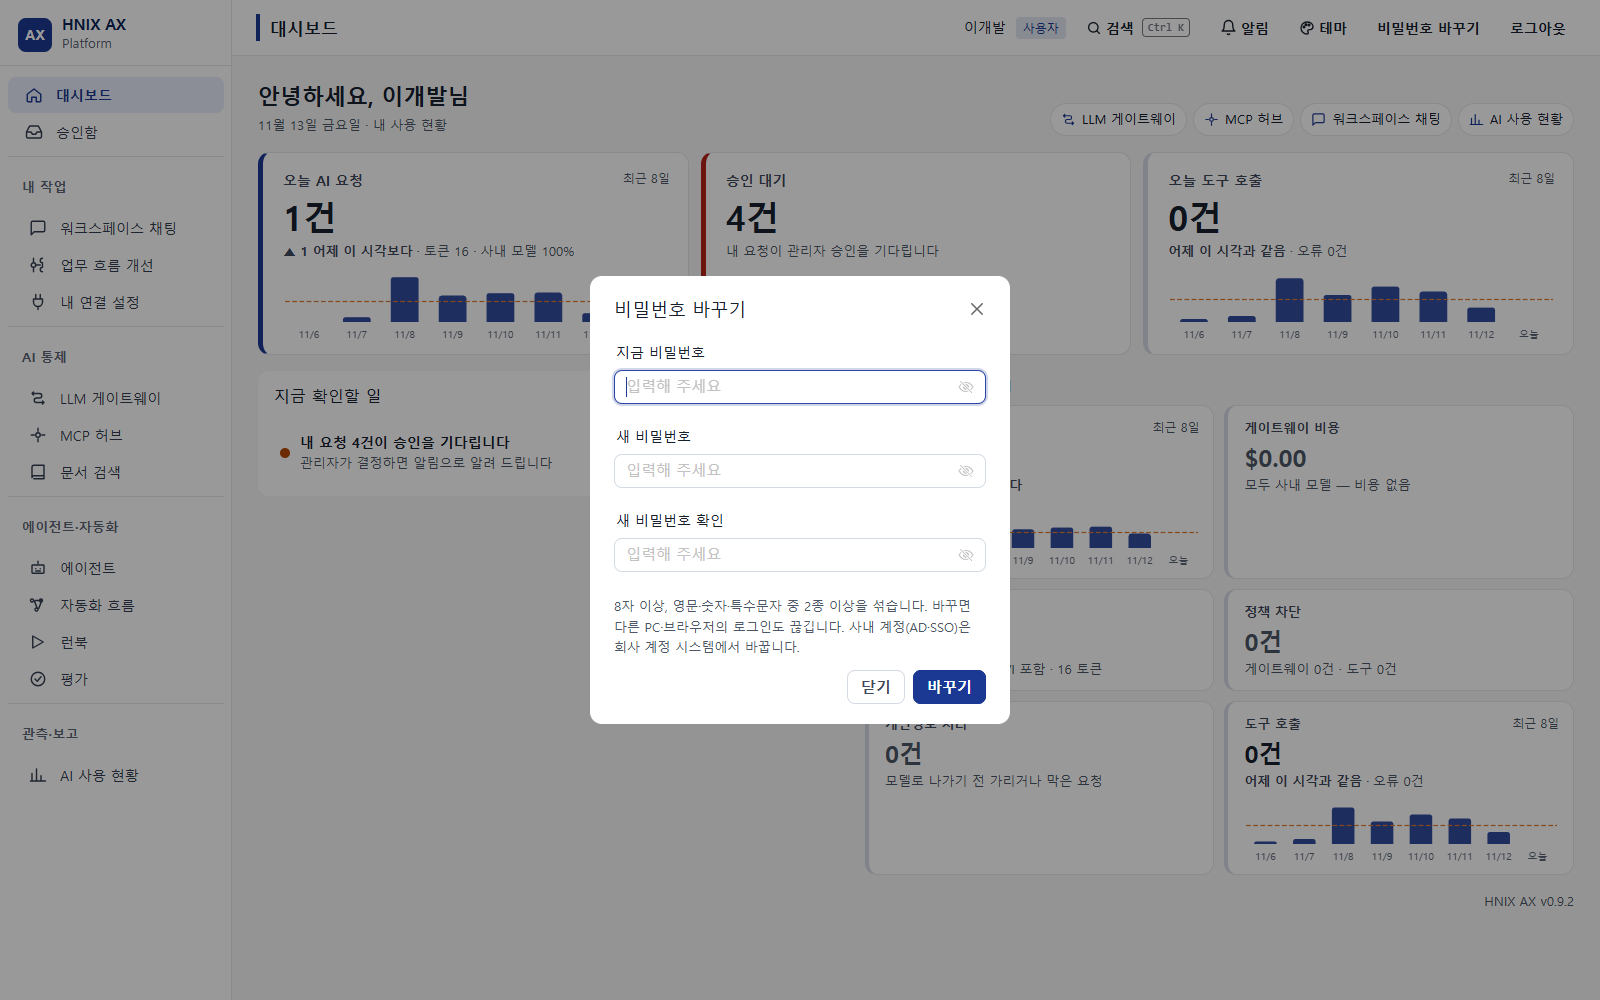 AX
HNIX AX
Platform
대시보드
승인함
내 작업
워크스페이스 채팅
업무 흐름 개선
내 연결 설정
AI 통제
LLM 게이트웨이
MCP 허브
문서 검색
에이전트·자동화
에이전트
자동화 흐름
런북
평가
관측·보고
AI 사용 현황
대시보드
이개발 사용자 검색 Ctrl K 알림 테마 비밀번호 바꾸기 로그아웃
안녕하세요, 이개발님
11월 13일 금요일 · 내 사용 현황
LLM 게이트웨이 MCP 허브 워크스페이스 채팅 AI 사용 현황
오늘 AI 요청 최근 8일
1건
▲ 1 어제 이 시각보다 · 토큰 16 · 사내 모델 100%
11/6 11/7 11/8 11/9 11/10 11/11
승인 대기
4건
내 요청이 관리자 승인을 기다립니다
오늘 도구 호출 최근 8일
0건
어제 이 시각과 같음 · 오류 0건
11/6 11/7 11/8 11/9 11/10 11/11 11/12 오늘
지금 확인할 일
내 요청 4건이 승인을 기다립니다
관리자가 결정하면 알림으로 알려 드립니다
비밀번호 바꾸기
지금 비밀번호
입력해 주세요
새 비밀번호
입력해 주세요
새 비밀번호 확인
입력해 주세요
8자 이상, 영문·숫자·특수문자 중 2종 이상을 섞습니다. 바꾸면
다른 PC·브라우저의 로그인도 끊깁니다. 사내 계정(AD·SSO)은
회사 계정 시스템에서 바꿉니다.
닫기 바꾸기
최근 8일
다
11/9 11/10 11/11 11/12 오늘
게이트웨이 비용
$0.00
모두 사내 모델 — 비용 없음
포함 · 16 토큰
정책 차단
0건
게이트웨이 0건 · 도구 0건
0건
모델로 나가기 전 가리거나 막은 요청
도구 호출 최근 8일
0건
어제 이 시각과 같음 · 오류 0건
11/6 11/7 11/8 11/9 11/10 11/11 11/12 오늘
HNIX AX v0.9.2